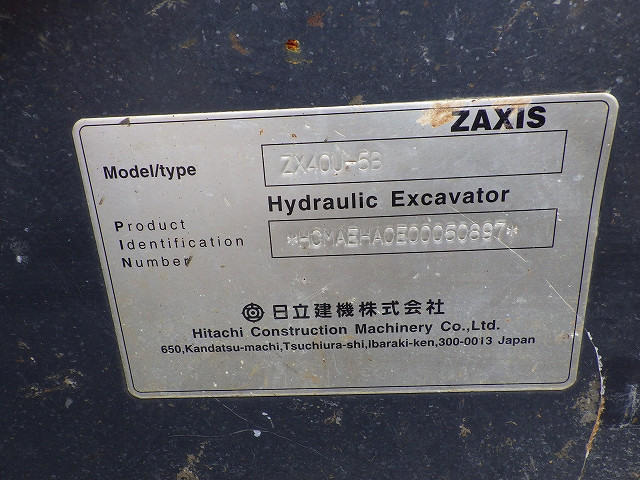 ZAXIS
Model/type ZX40U-5B
Hydraulic Excavator
Product
Identification *HCMAEHA0E00060897*
Number
日立建機株式会社
Hitachi Construction Machinery Co.,Ltd.
650,Kandatsu-machi,Tsuchiura-shi,Ibaraki-ken,300-0013 Japan